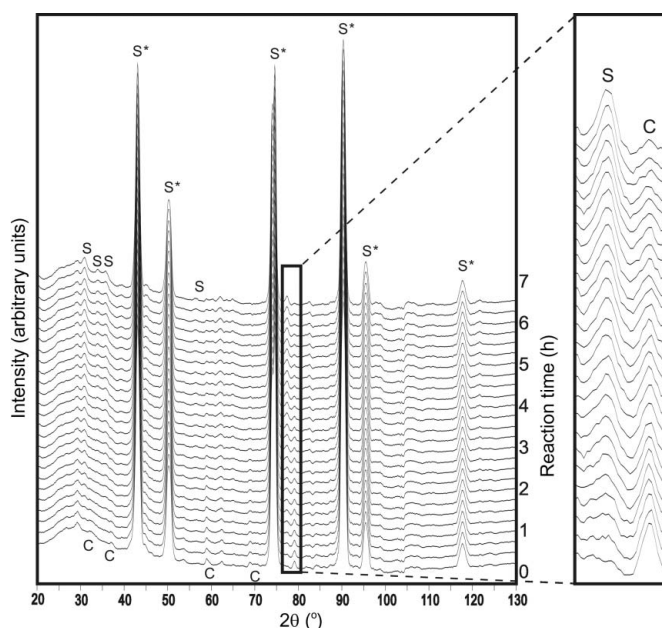 S*
S*
S*
S*
S*
S*
S
S S
S
C C
C
C
S
C
7
6
5
4
3
2
1
0
Intensity (arbitrary units)
Reaction time (h)
20 30 40 50 60 70 80 90 100 110 120 130
2θ (º)